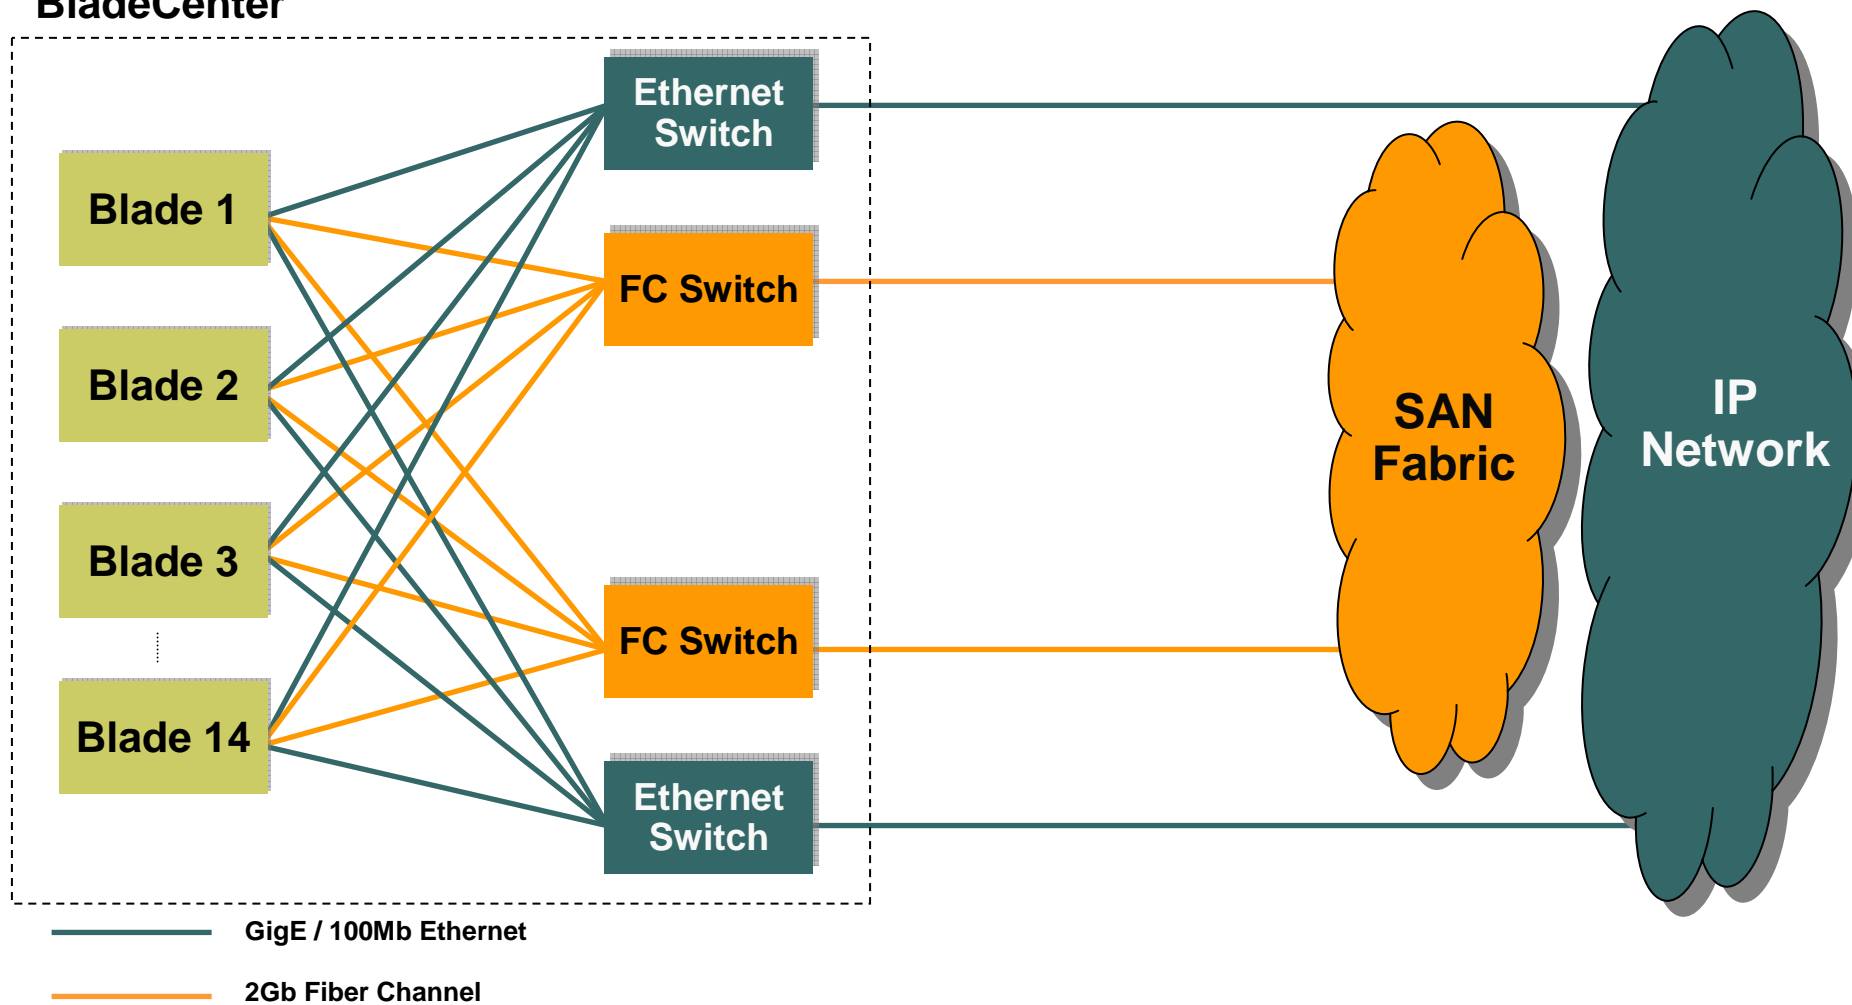 BladeCenter
Ethernet
Switch
Blade 1
FC Switch
Blade 2
SAN
Fabric
IP
Network
Blade 3
FC Switch
Blade 14
Ethernet
Switch
GigE / 100Mb Ethernet
2Gb Fiber Channel